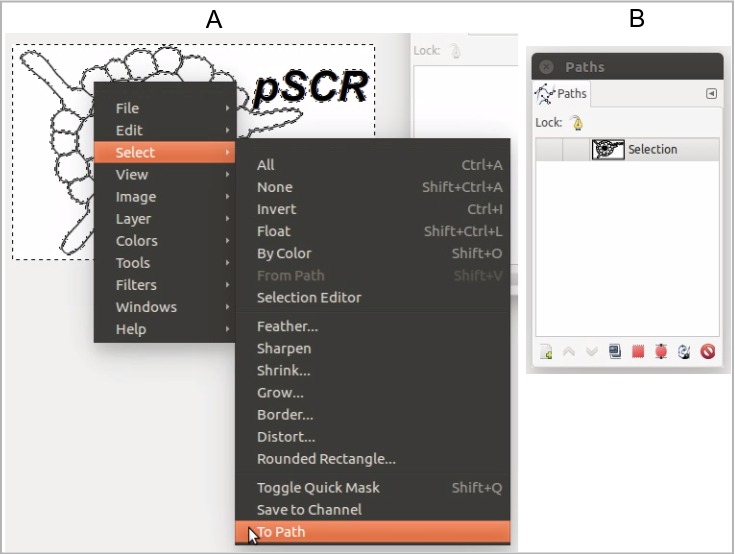 A
B
pSCR
Lock:
File
Edit
Select
View
Image
Layer
Colors
Tools
Filters
Windows
Help
All Ctrl+A
None Shift+Ctrl+A
Invert Ctrl+I
Float Shift+Ctrl+L
By Color Shift+O
From Path Shift+V
Selection Editor
Feather...
Sharpen
Shrink...
Grow...
Border...
Distort...
Rounded Rectangle...
Toggle Quick Mask Shift+Q
Save to Channel
To Path
Paths
Paths
Lock:
Selection